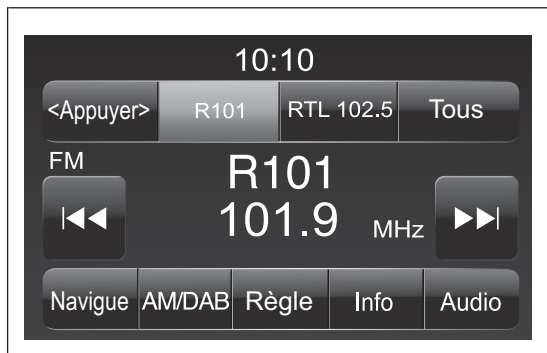 10:10
<Appuyer> R101 RTL 102.5 Tous
FM
R101
101.9 MHz
Navigue AM/DAB Règle Info Audio